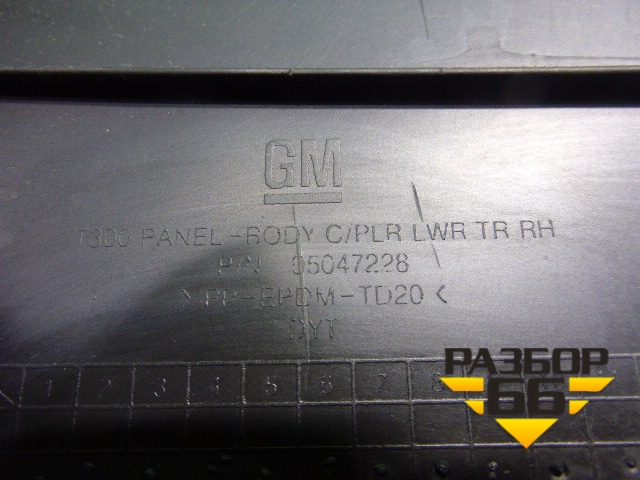 GM
T300 PANEL-BODY C/PLR LWR TR RH
P/N 95047228
>PP-EPDM-TD20<
DYT
1 2 3 4 5 6 7 8
РАЗБОР
66